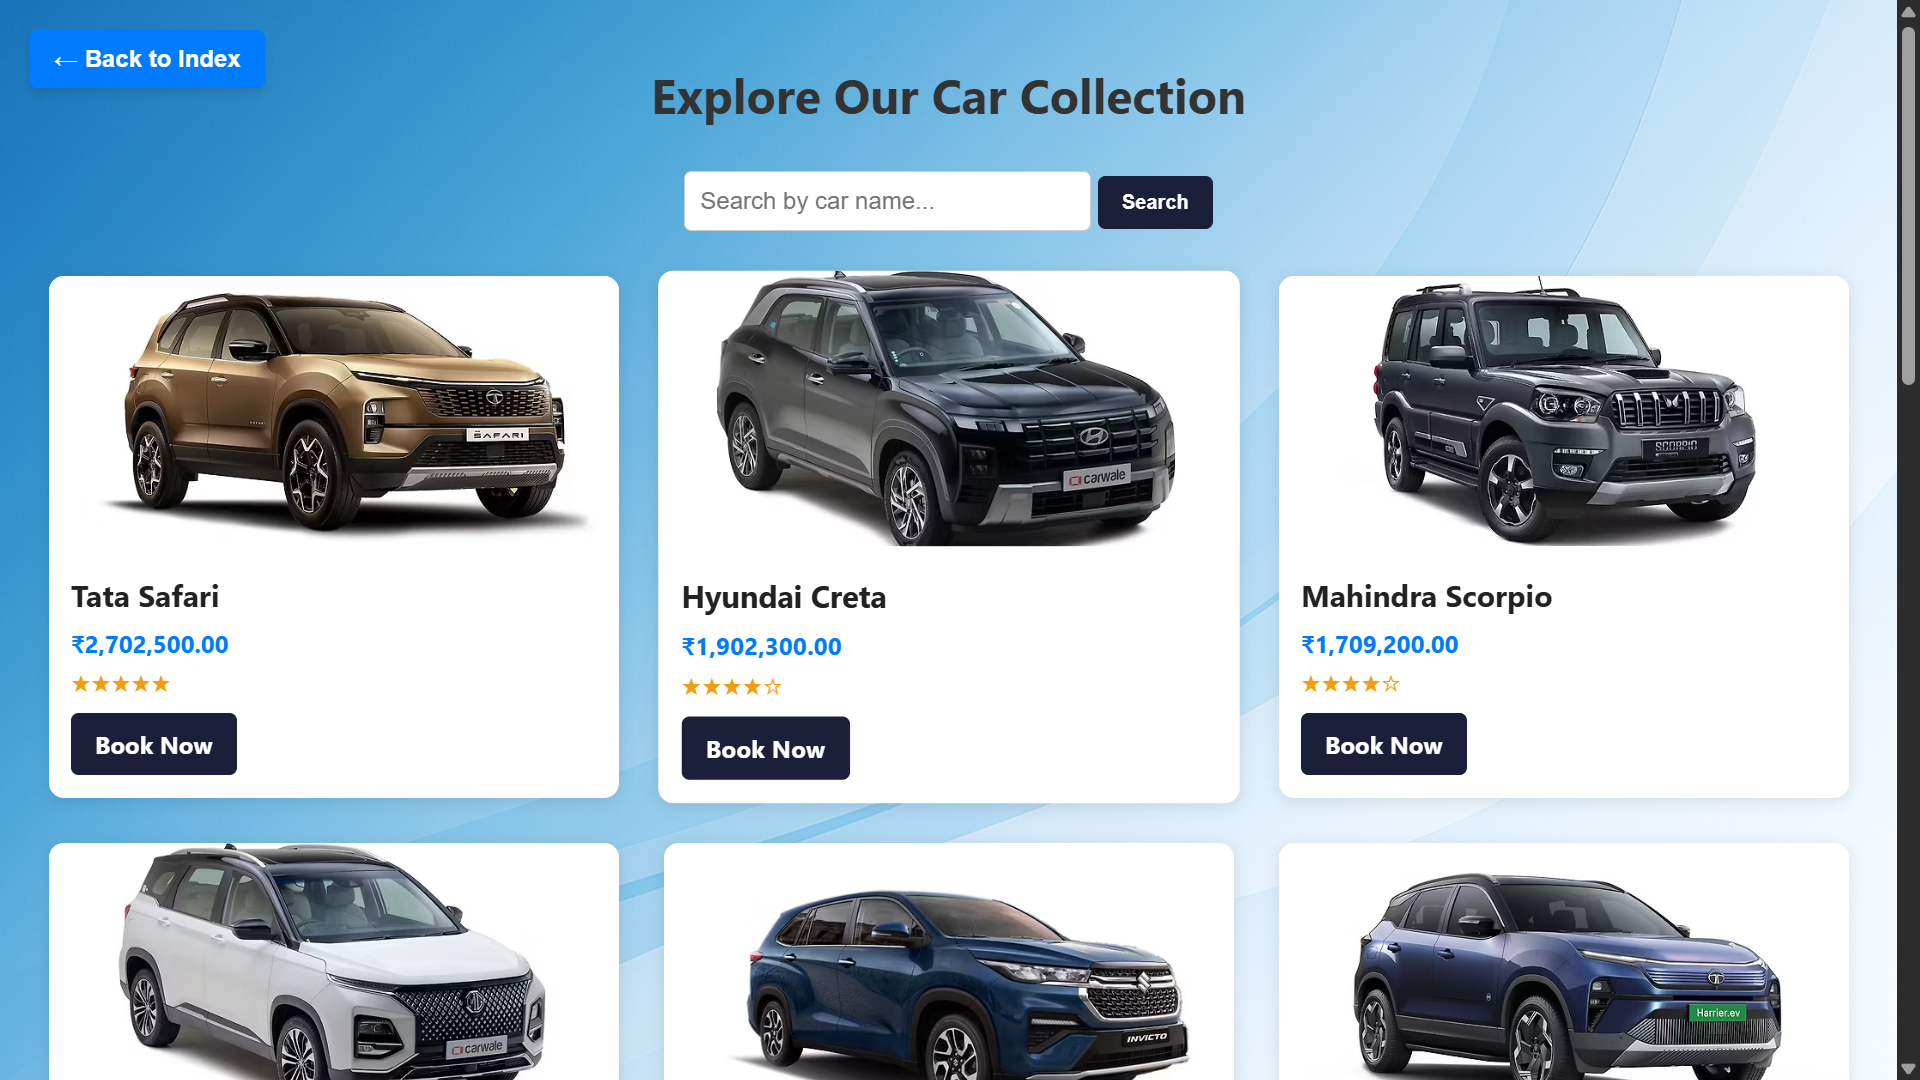 ← Back to Index
Explore Our Car Collection
Search by car name...
Search
SAFARI
carwale
SCORPIO
Tata Safari
₹2,702,500.00
★★★★★
Book Now
Hyundai Creta
₹1,902,300.00
★★★★☆
Book Now
Mahindra Scorpio
₹1,709,200.00
★★★★☆
Book Now
carwale
INVICTO
Harrier.ev